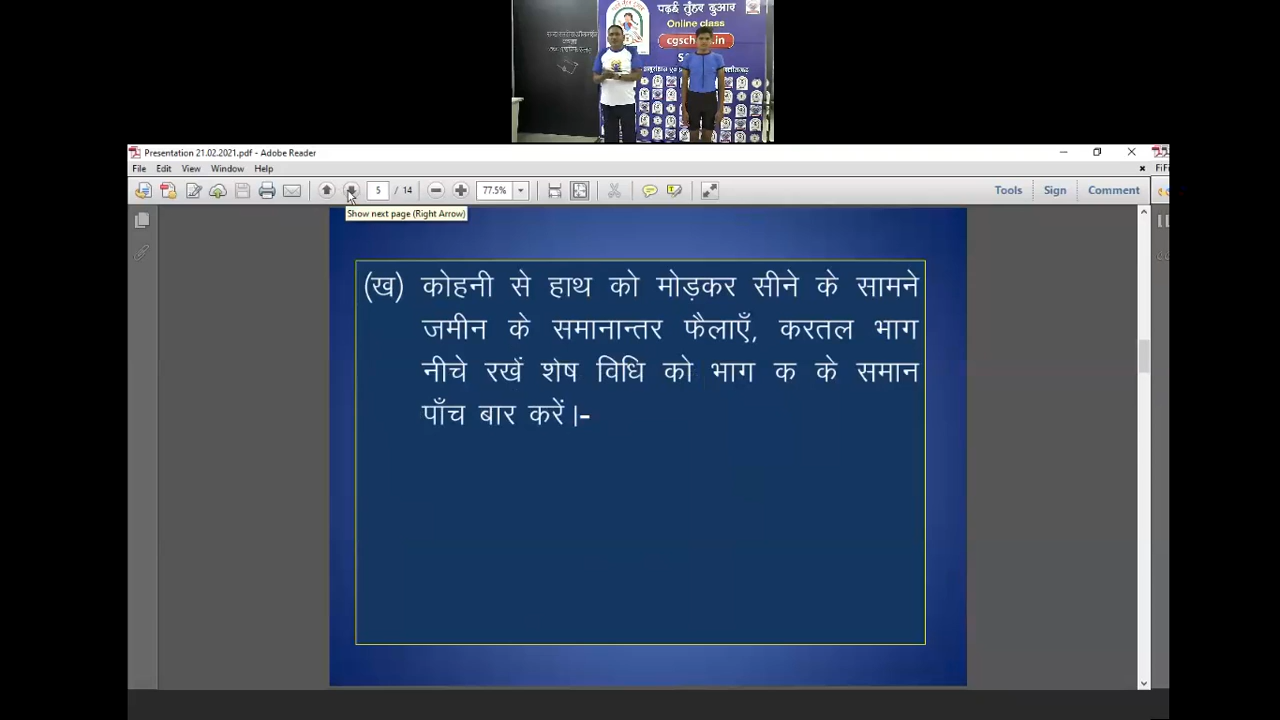 पढ़ई तुंहर दुआर
Online class
Presentation 21.02.2021.pdf - Adobe Reader
File Edit View Window Help
5 / 14 77.5% Tools Sign Comment
Show next page (Right Arrow)
(ख) कोहनी से हाथ को मोड़कर सीने के सामने
जमीन के समानान्तर फैलाएँ, करतल भाग
नीचे रखें शेष विधि को भाग क के समान
पाँच बार करें।-